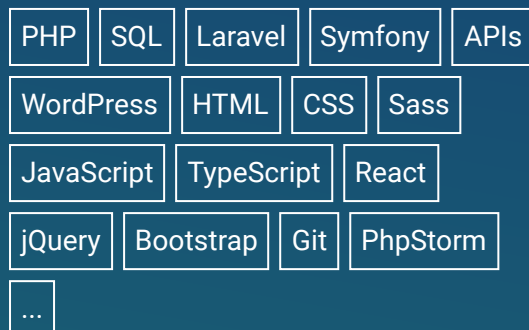 PHP SQL Laravel Symfony APIs
WordPress HTML CSS Sass
JavaScript TypeScript React
jQuery Bootstrap Git PhpStorm
...